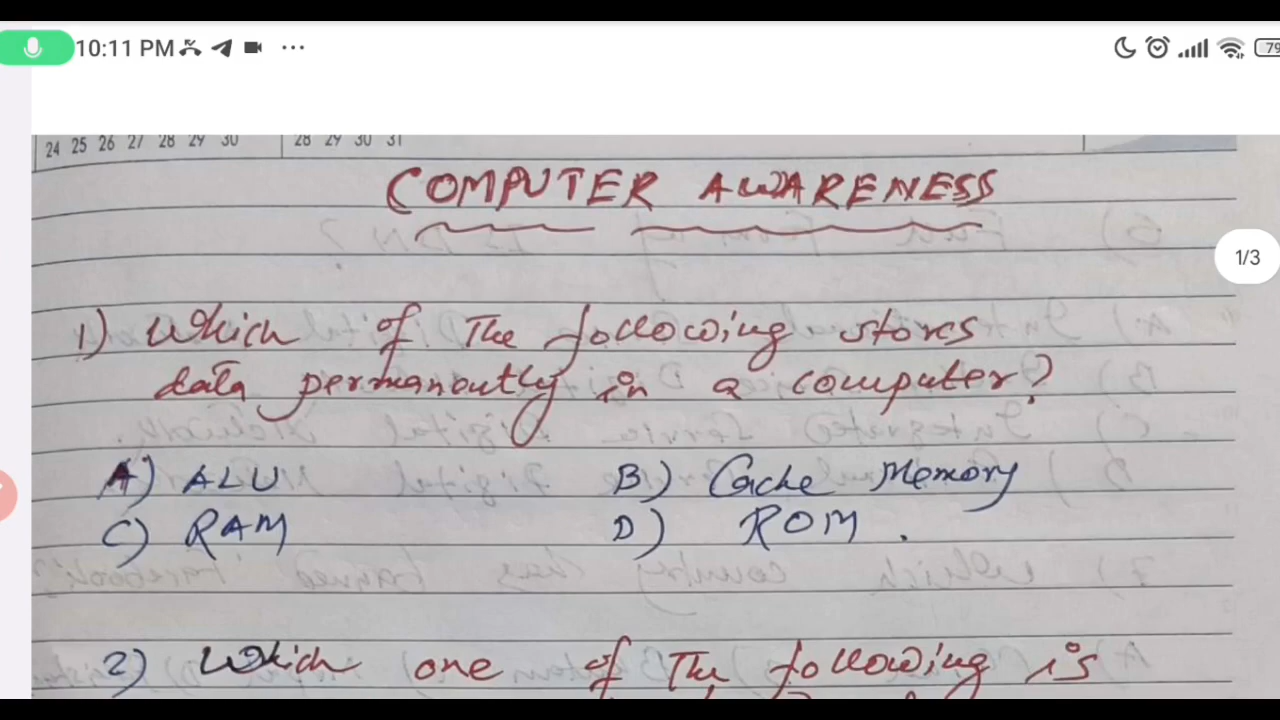 10:11 PM ...
79
24 25 26 27 28 29 30 28 29 30 31
COMPUTER AWARENESS
1/3
1) Which of The following stores
data permanoutly in a computer?
A) ALU B) Cache Memory
C) RAM D) ROM.
2) Which one of The following is